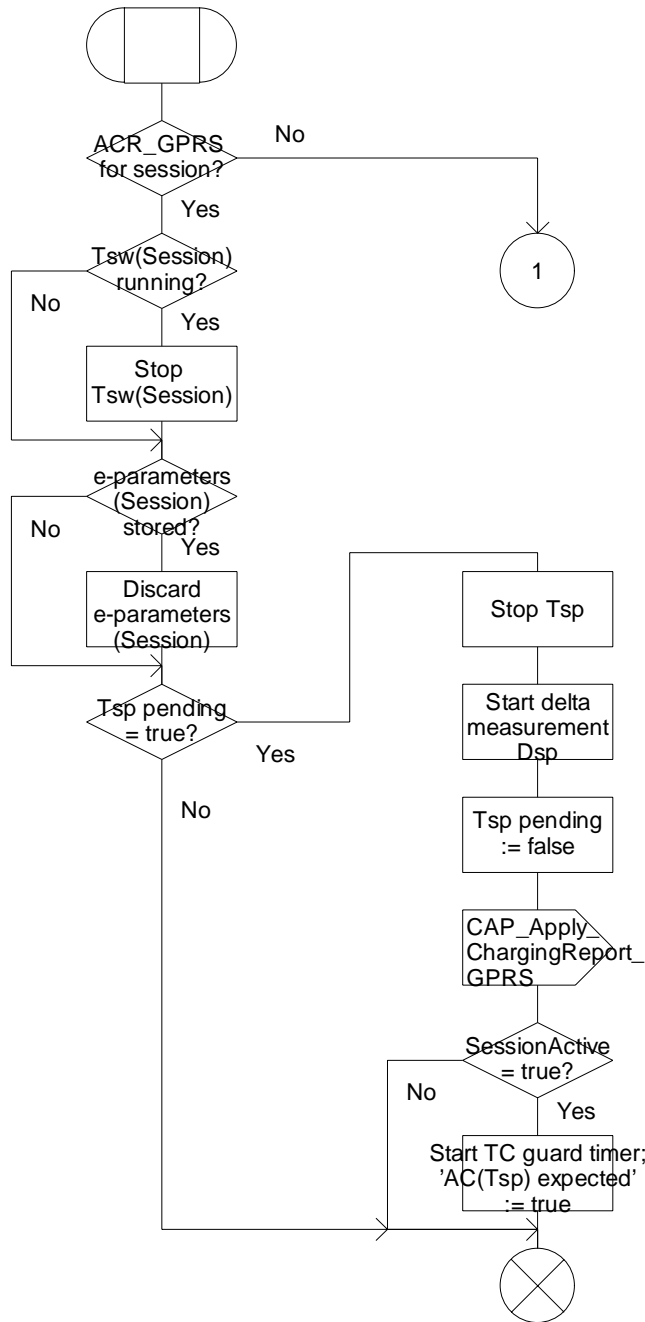 ACR_GPRS
for session?
No
Yes
Tsw(Session)
running?
1
No
Yes
Stop
Tsw(Session)
e-parameters
(Session)
stored?
No
Yes
Discard
e-parameters
(Session)
Stop Tsp
Tsp pending
= true?
Yes
No
Start delta
measurement
Dsp
Tsp pending
:= false
CAP_Apply_
ChargingReport_
GPRS
SessionActive
= true?
No
Yes
Start TC guard timer;
'AC(Tsp) expected'
:= true